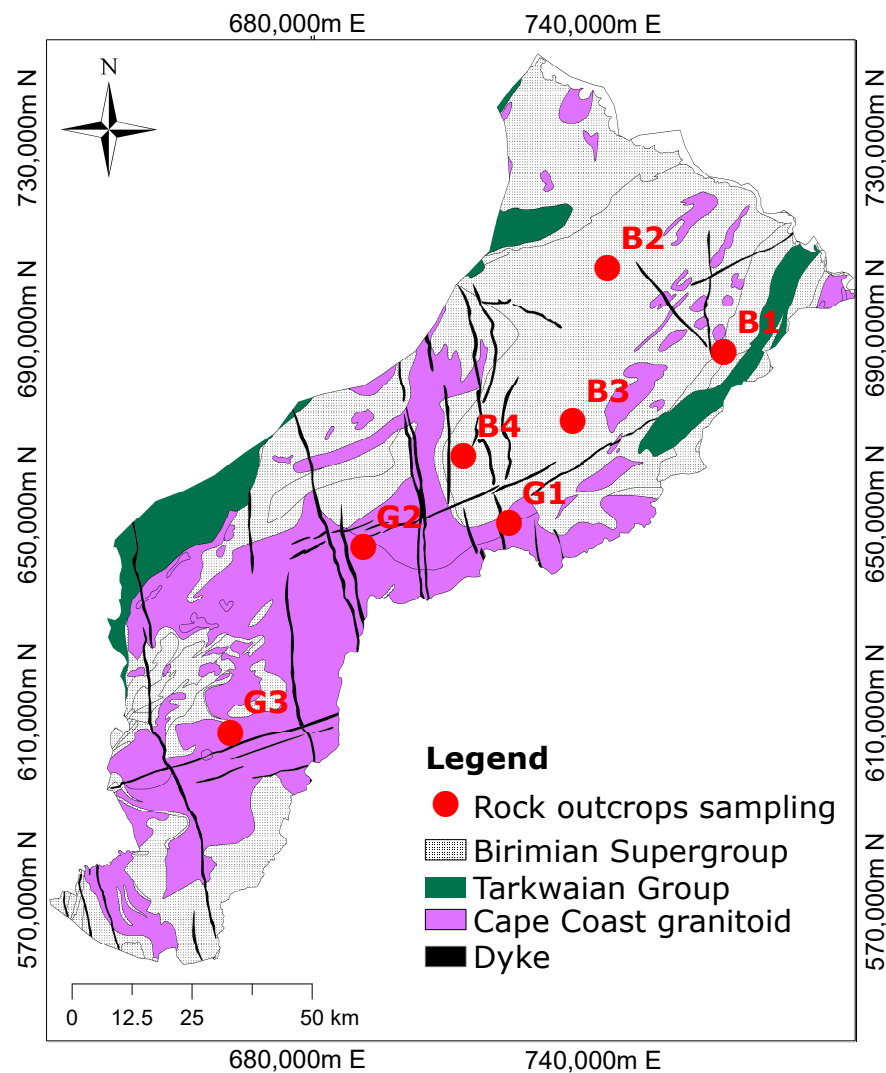 680,000m E
740,000m E
N
730,000m N
730,000m N
B2
690,000m N
690,000m N
B1
B3
B4
G1
650,000m N
650,000m N
G2
610,000m N
610,000m N
G3
Legend
Rock outcrops sampling
Birimian Supergroup
570,000m N
570,000m N
Tarkwaian Group
Cape Coast granitoid
Dyke
0 12.5 25 50 km
680,000m E
740,000m E